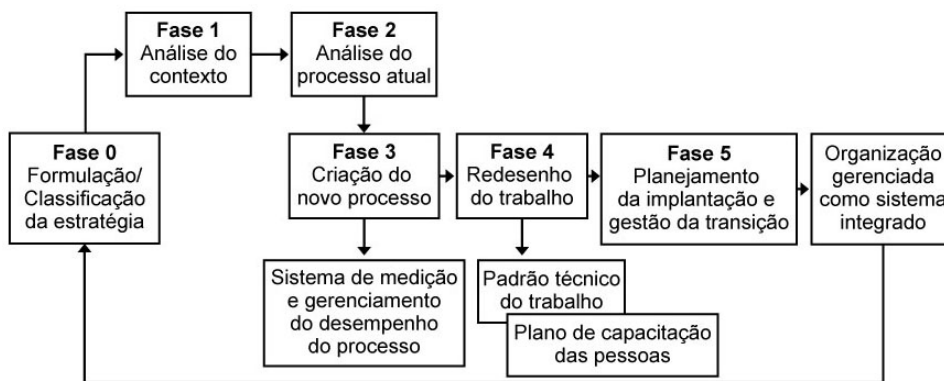 Fase 1
Análise do
contexto
Fase 2
Análise do
processo atual
Fase 0
Formulação/
Classificação
da estratégia
Fase 3
Criação do
novo processo
Fase 4
Redesenho
do trabalho
Fase 5
Planejamento
da implantação e
gestão da transição
Organização
gerenciada
como sistema
integrado
Sistema de medição
e gerenciamento
do desempenho
do processo
Padrão técnico
do trabalho
Plano de capacitação
das pessoas